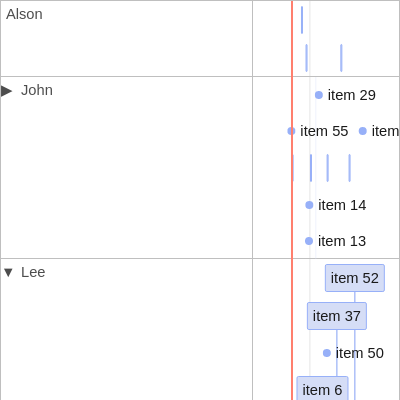 Alson
▶ John
item 29
item 55
item
item 14
item 13
▼ Lee
item 52
item 37
item 50
item 6